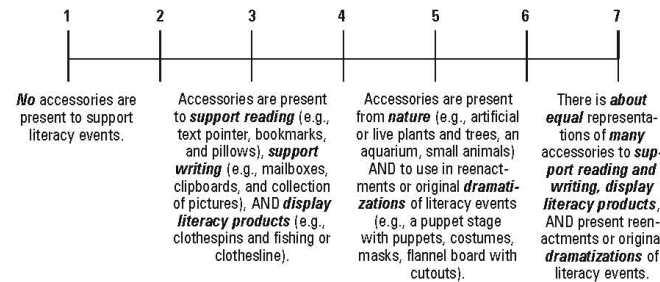 1 2 3 4 5 6 7
No accessories are
present to support
literacy events.
Accessories are present
to support reading (e.g.,
text pointer, bookmarks,
and pillows), support
writing (e.g., mailboxes,
clipboards, and collection
of pictures), AND display
literacy products (e.g.,
clothespins and fishing or
clothesline).
Accessories are present
from nature (e.g., artificial
or live plants and trees, an
aquarium, small animals)
AND to use in reenact-
ments or original dramati-
zations of literacy events
(e.g., a puppet stage
with puppets, costumes,
masks, flannel board with
cutouts).
There is about
equal representa-
tions of many
accessories to sup-
port reading and
writing, display
literacy products,
AND present reen-
actments or origina
dramatizations of
literacy events.